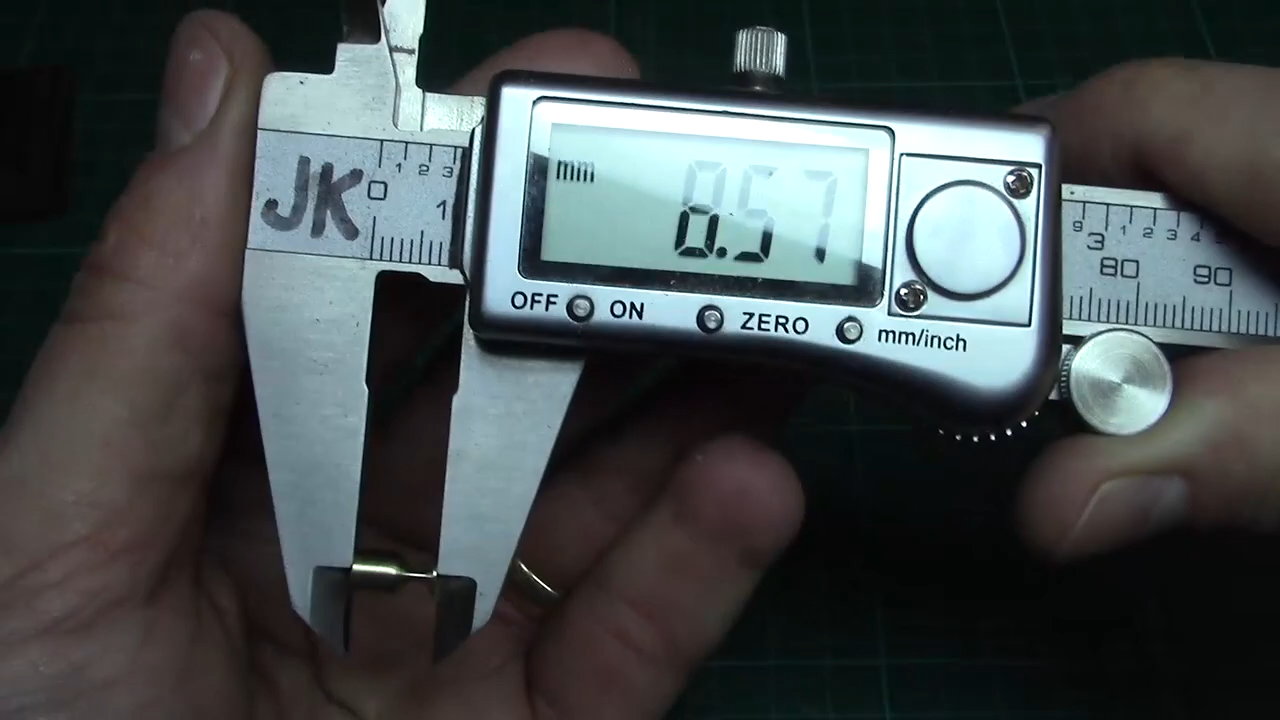 JK
0 1 2 3
1
mm 8.57
OFF ON ZERO mm/inch
9 3 1 2 3 4
80 90